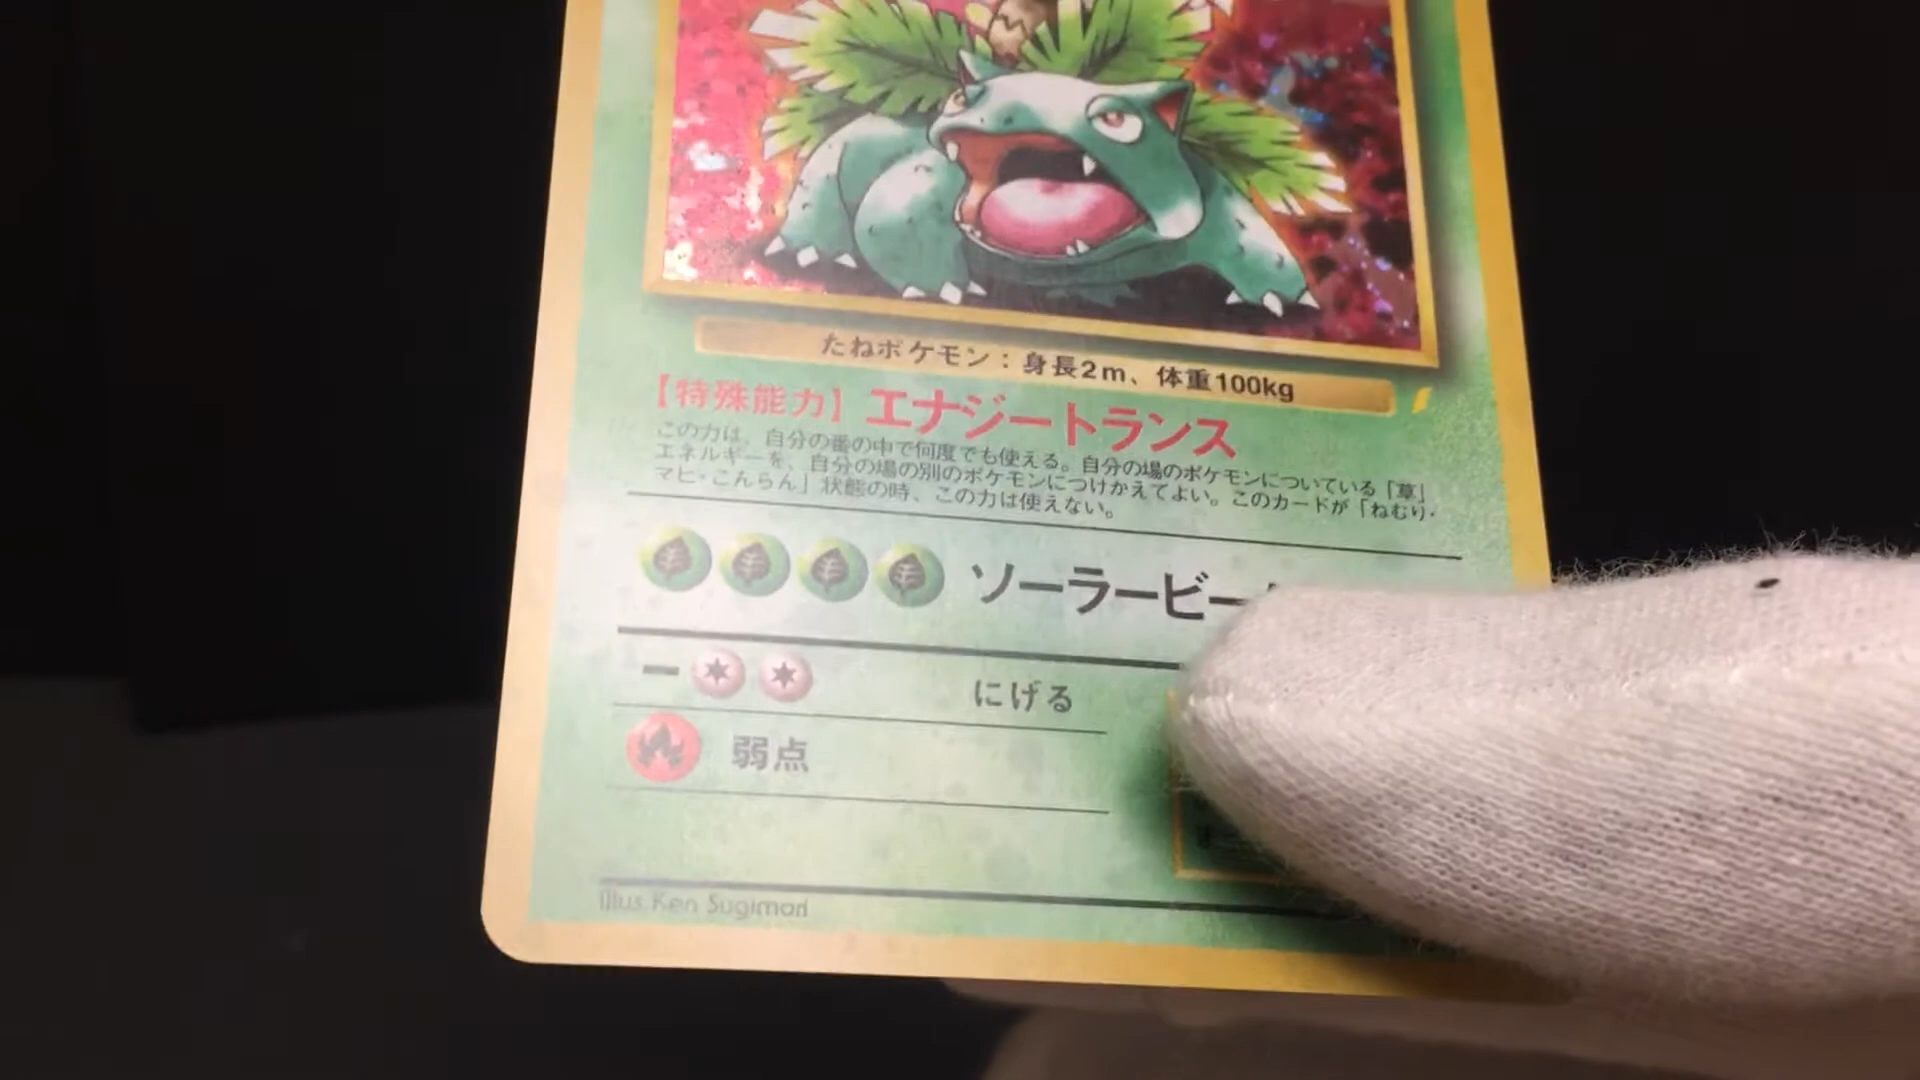 たねポケモン：身長2m、体重100kg
【特殊能力】エナジートランス
この力は、自分の番の中で何度でも使える。自分の場のポケモンについている「草」
エネルギーを、自分の場の別のポケモンにつけかえてよい。このカードが「ねむり・
マヒ・こんらん」状態の時、この力は使えない。
ソーラービー
ー にげる
弱点
Illus. Ken Sugimori